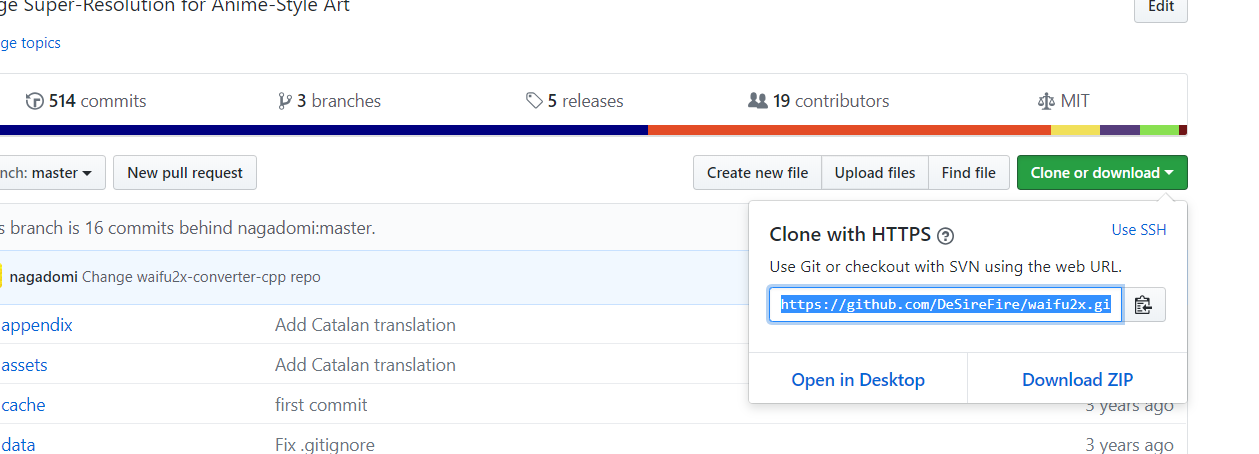 ge Super-Resolution for Anime-Style Art
Edit
ge topics
514 commits 3 branches 5 releases 19 contributors MIT
nch: master New pull request Create new file Upload files Find file Clone or download
s branch is 16 commits behind nagadomi:master.
Clone with HTTPS ? Use SSH
Use Git or checkout with SVN using the web URL.
nagadomi Change waifu2x-converter-cpp repo
https://github.com/DeSireFire/waifu2x.gi
appendix Add Catalan translation
assets Add Catalan translation
Open in Desktop Download ZIP
cache first commit 3 years ago
data Fix .gitignore 3 years ago